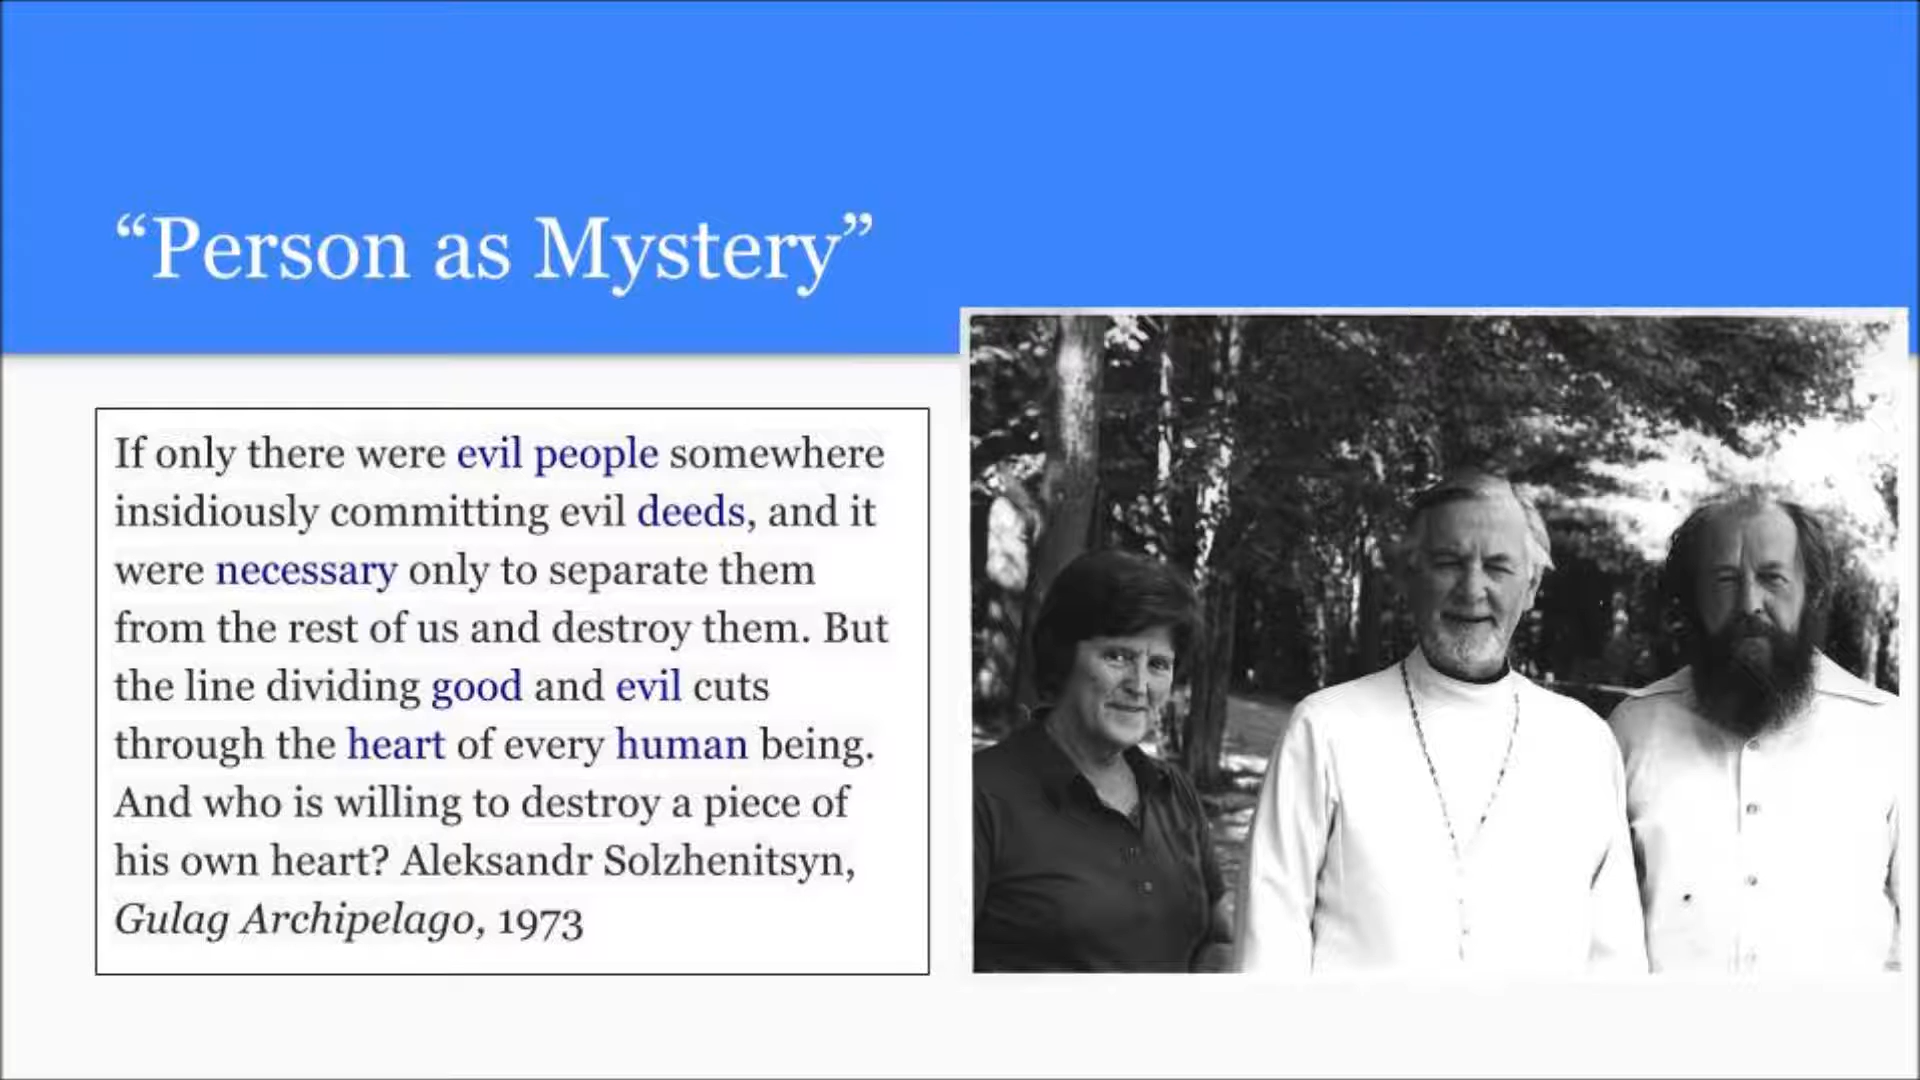 “Person as Mystery”
If only there were evil people somewhere
insidiously committing evil deeds, and it
were necessary only to separate them
from the rest of us and destroy them. But
the line dividing good and evil cuts
through the heart of every human being.
And who is willing to destroy a piece of
his own heart? Aleksandr Solzhenitsyn,
Gulag Archipelago, 1973